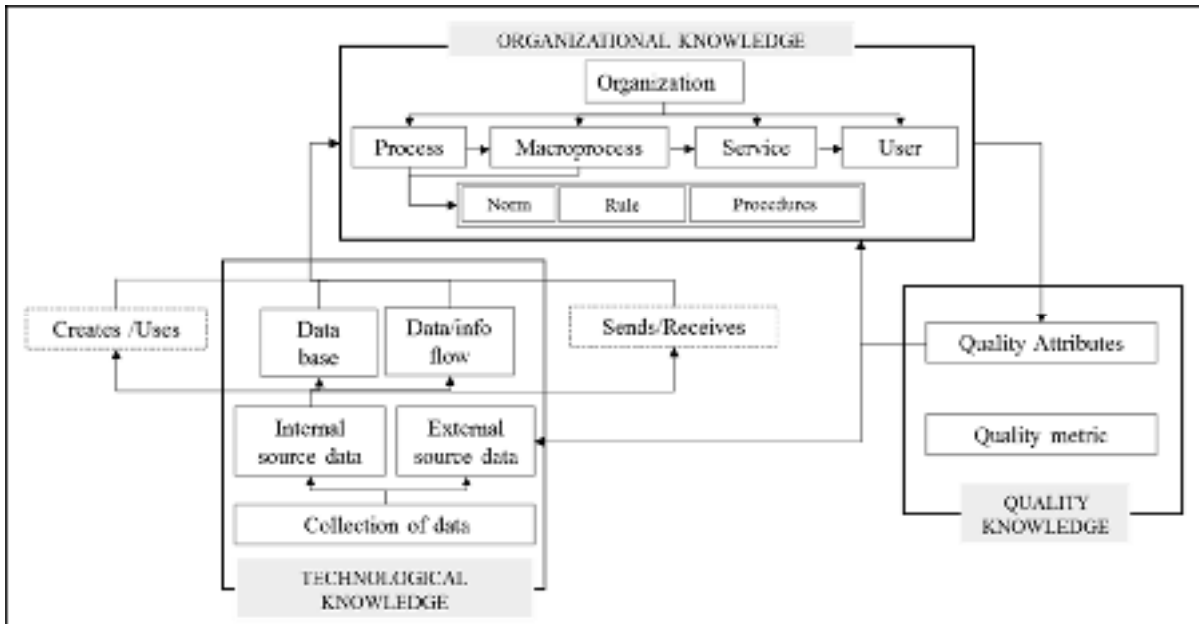 ORGANIZATIONAL KNOWLEDGE
Organization
Process
Macroprocess
Service
User
Norm
Rule
Procedures
Creates /Uses
Data
base
Data/info
flow
Sends/Receives
Quality Attributes
Internal
source data
External
source data
Quality metric
Collection of data
QUALITY
KNOWLEDGE
TECHNOLOGICAL
KNOWLEDGE